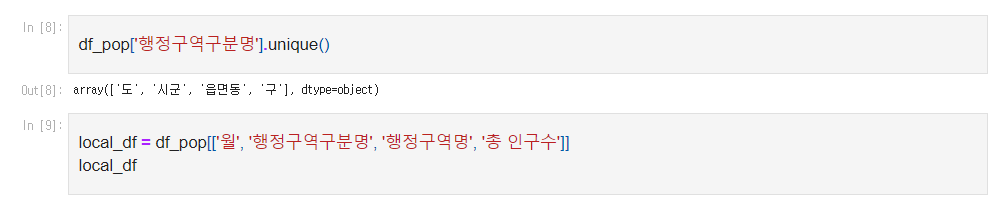 In [8]:
df_pop['행정구역구분명'].unique()
Out[8]: array(['도', '시군', '읍면동', '구'], dtype=object)
In [9]:
local_df = df_pop[['월', '행정구역구분명', '행정구역명', '총 인구수']]
local_df